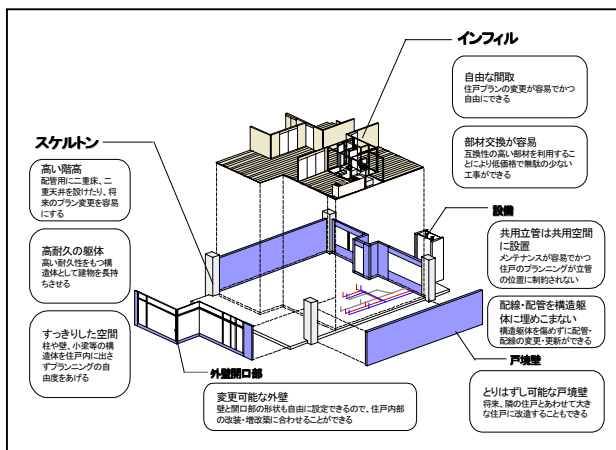 インフィル
自由な間取
住戸プランの変更が容易でかつ
自由にできる
部材交換が容易
互換性の高い部材を利用するこ
とにより低価格で無駄の少ない
工事ができる
スケルトン
高い階高
配管用に二重床、二
重天井を設けたり、将
来のプラン変更を容易
にする
高耐久の躯体
高い耐久性をもつ構
造体として建物を長持
ちさせる
すっきりした空間
柱や壁、小梁等の構
造体を住戸内に出さ
ずプランニングの自
由度をあげる
設備
共用立管は共用空間
に設置
メンテナンスが容易でかつ
住戸のプランニングが立管
の位置に制約されない
配線・配管を構造躯
体に埋めこまない
構造躯体を傷めずに配管・
配線の変更・更新ができる
外壁開口部
変更可能な外壁
壁と開口部の形状も自由に設定できるので、住戸内部
の改装・増改築に合わせることができる
戸境壁
とりはずし可能な戸境壁
将来、隣の住戸とあわせて大き
な住戸に改造することもできる